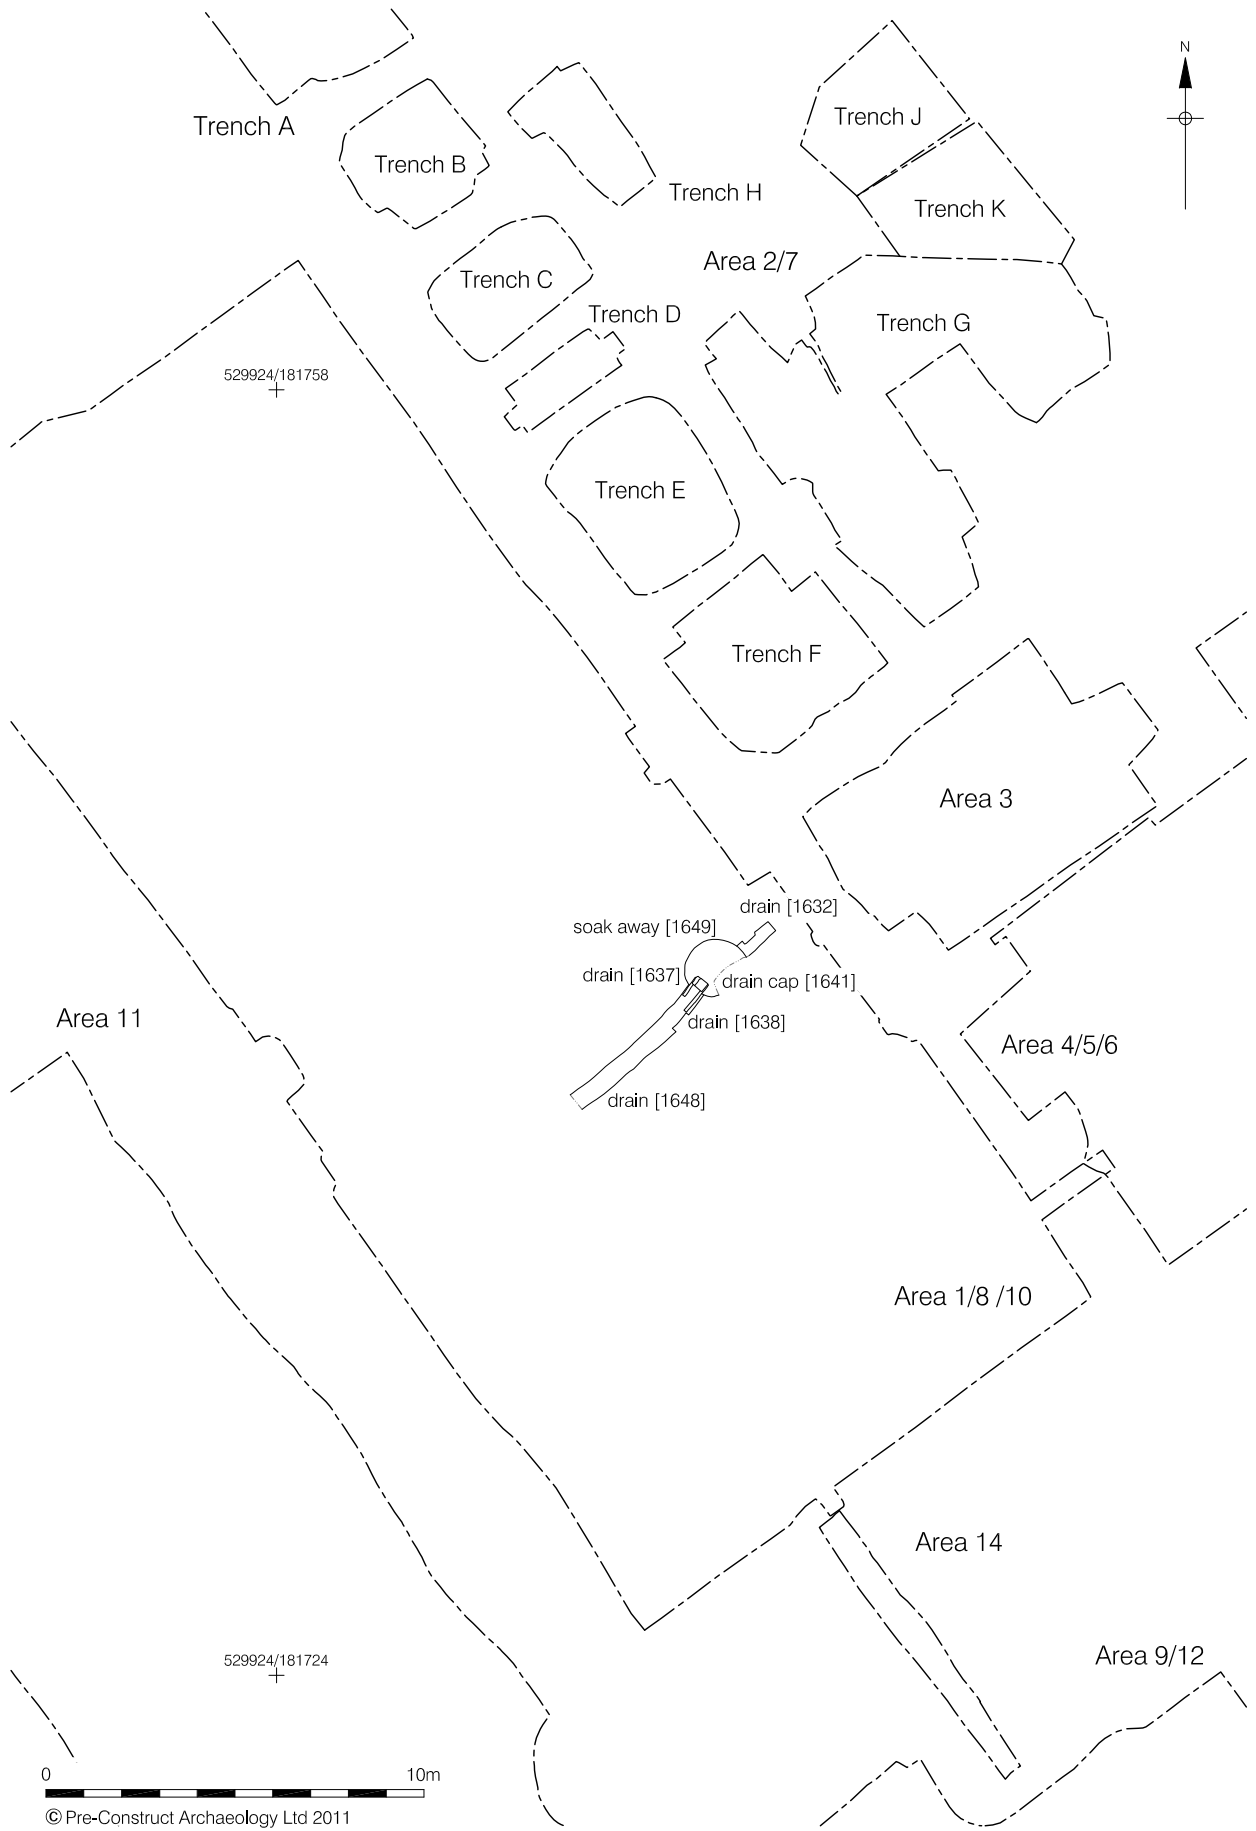 N
Trench A
Trench J
Trench B
Trench H
Trench K
Area 2/7
Trench C
Trench D
Trench G
529924/181758
Trench E
Trench F
Area 3
drain [1632]
soak away [1649]
drain [1637]
drain cap [1641]
Area 11
drain [1638]
Area 4/5/6
drain [1648]
Area 1/8 /10
Area 14
Area 9/12
529924/181724
0 10m
© Pre-Construct Archaeology Ltd 2011